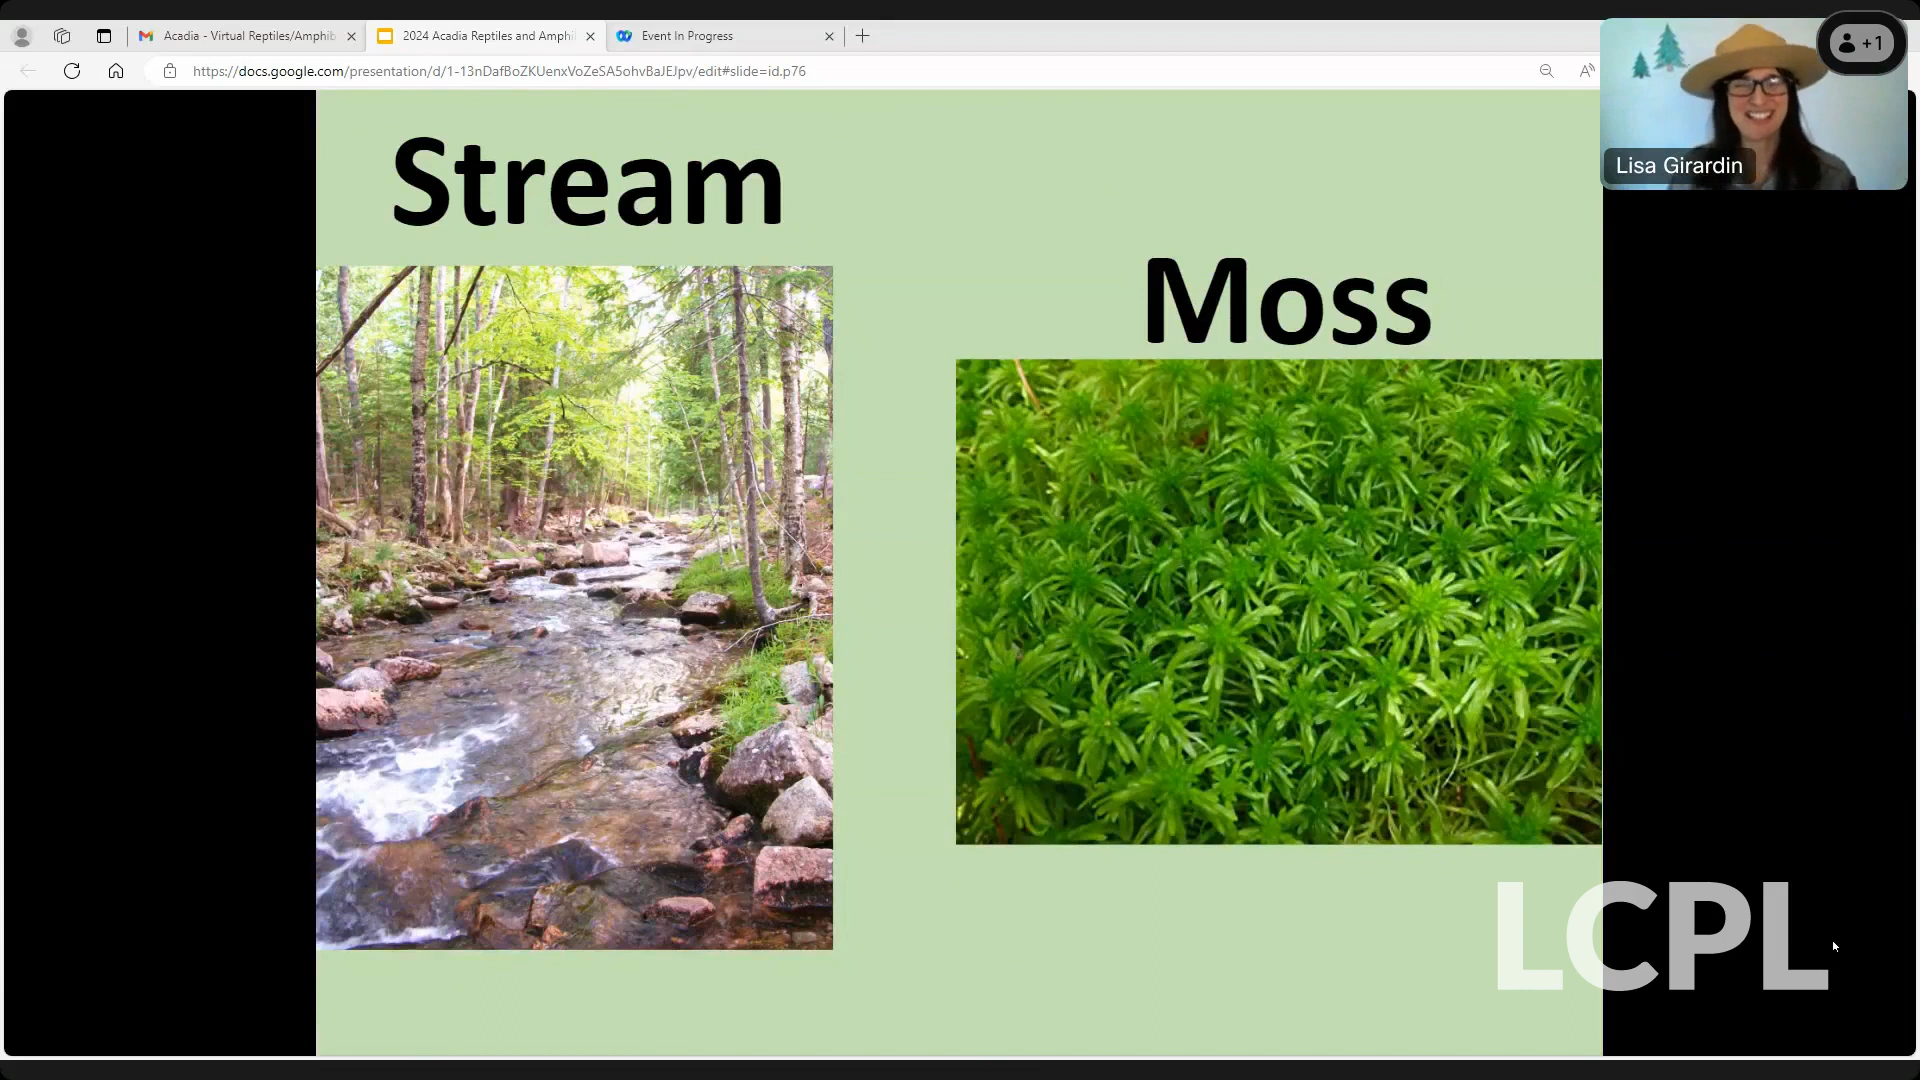 Acadia - Virtual Reptiles/Amphib
2024 Acadia Reptiles and Amphi
Event In Progress
https://docs.google.com/presentation/d/1-13nDafBoZKUenxVoZeSA5ohvBaJEJpv/edit#slide=id.p76
+1
Lisa Girardin
Stream
Moss
LCPL